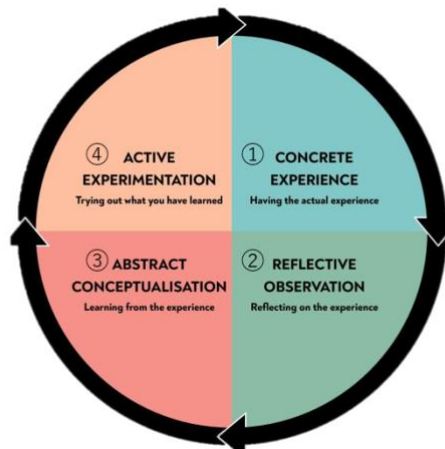 ① CONCRETE
EXPERIENCE
Having the actual experience
② REFLECTIVE
OBSERVATION
Reflecting on the experience
③ ABSTRACT
CONCEPTUALISATION
Learning from the experience
④ ACTIVE
EXPERIMENTATION
Trying out what you have learned